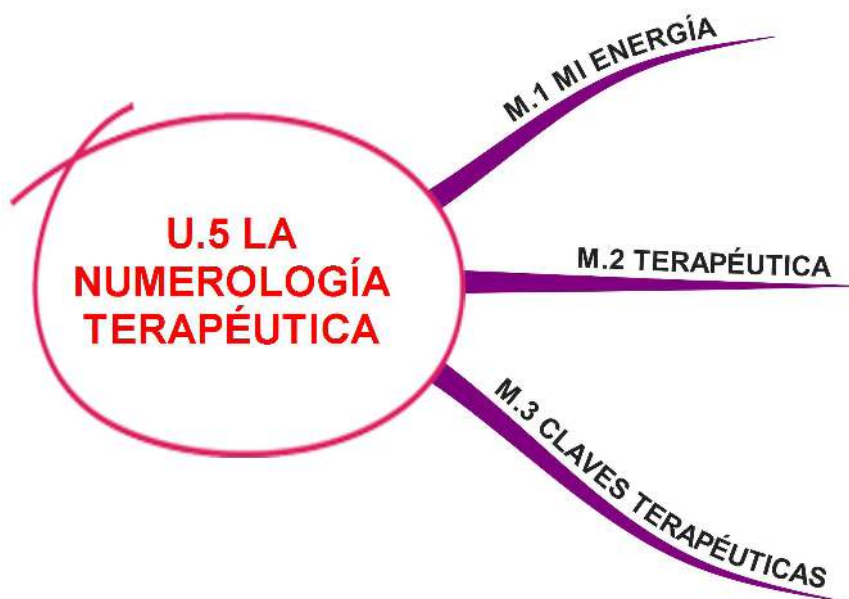 U.5 LA
NUMEROLOGÍA
TERAPÉUTICA
M.1 MI ENERGÍA
M.2 TERAPÉUTICA
M.3 CLAVES TERAPÉUTICAS